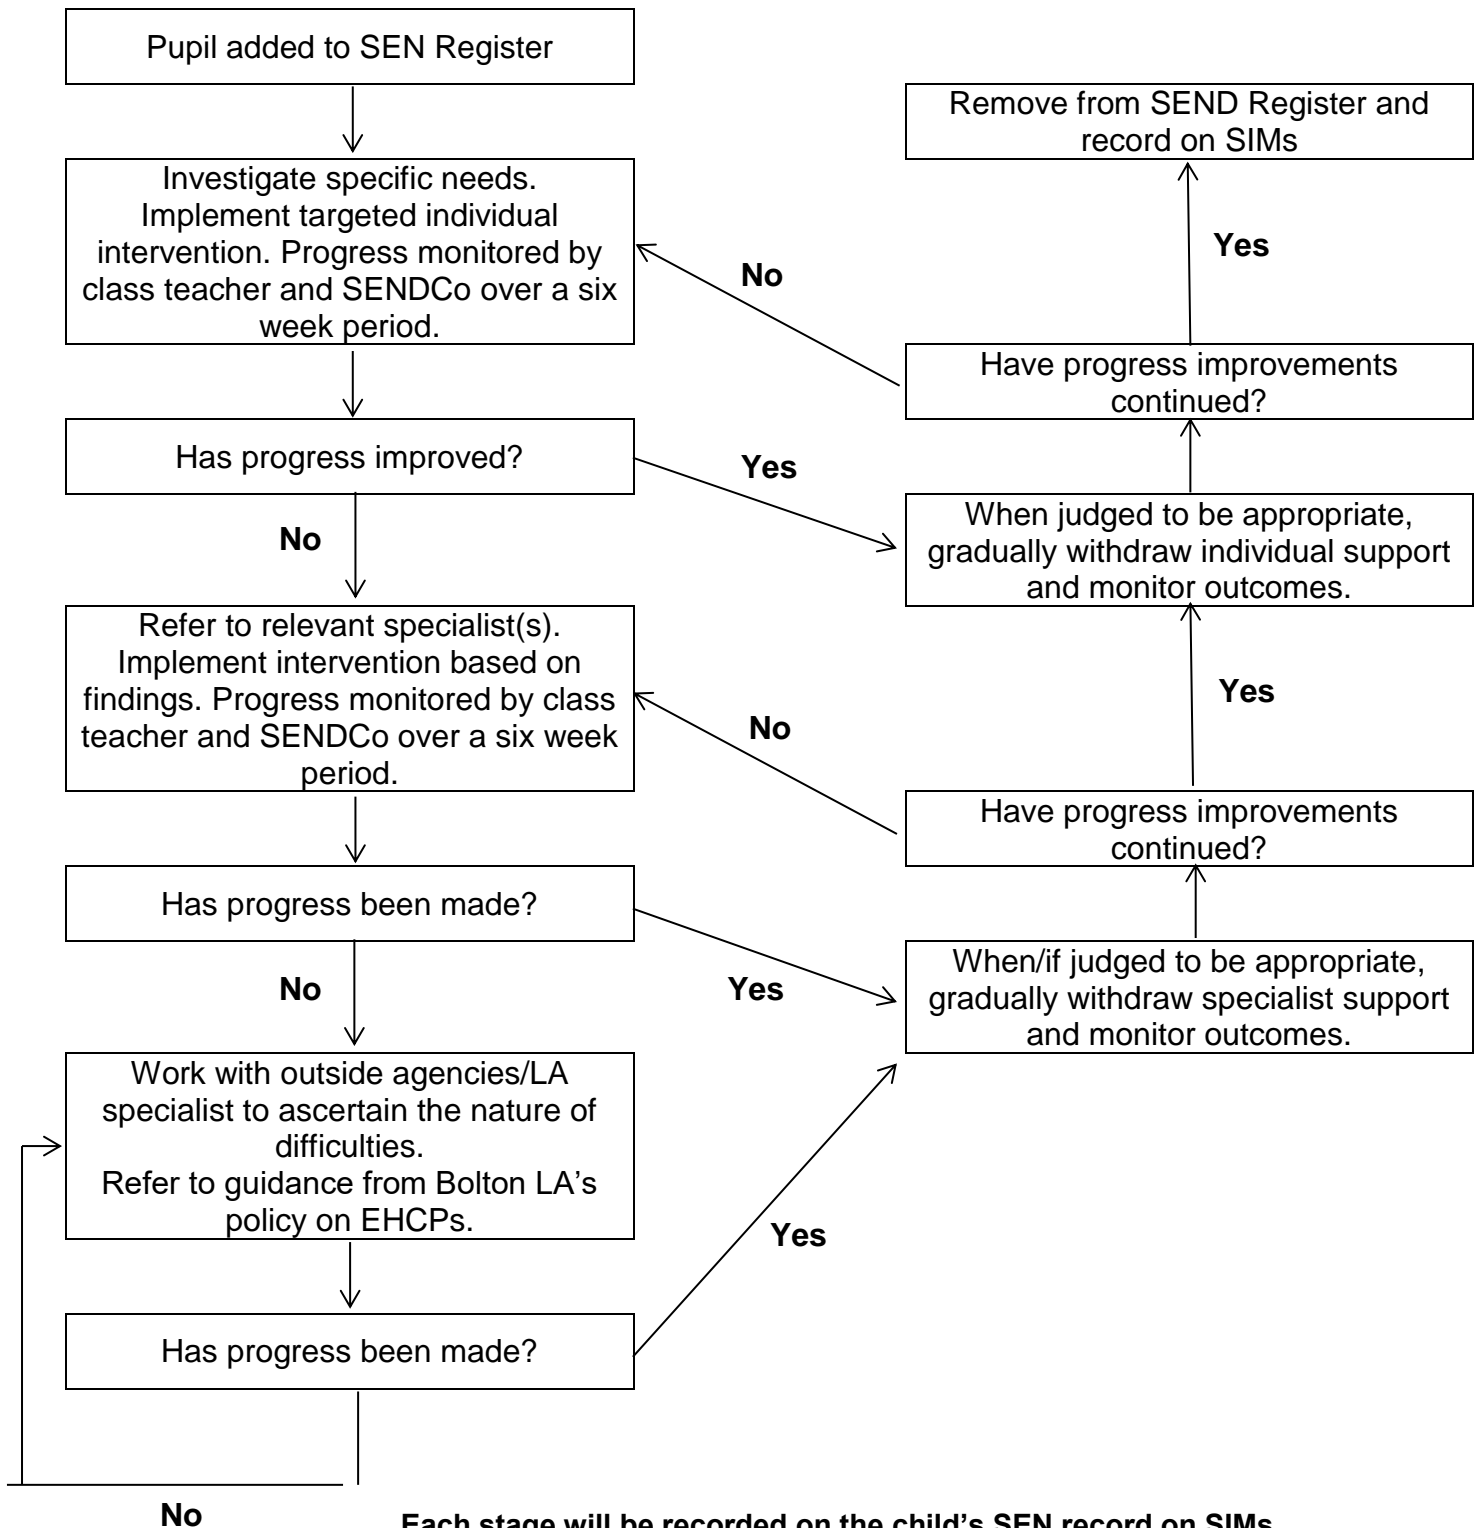 Pupil added to SEN Register
Remove from SEND Register and
record on SIMs
Investigate specific needs.
Implement targeted individual
intervention. Progress monitored by
class teacher and SENDCo over a six
week period.
Yes
No
Have progress improvements
continued?
Has progress improved?
Yes
When judged to be appropriate,
gradually withdraw individual support
and monitor outcomes.
No
Refer to relevant specialist(s).
Implement intervention based on
findings. Progress monitored by class
teacher and SENDCo over a six week
period.
Yes
No
Have progress improvements
continued?
Has progress been made?
When/if judged to be appropriate,
gradually withdraw specialist support
and monitor outcomes.
No
Yes
Work with outside agencies/LA
specialist to ascertain the nature of
difficulties.
Refer to guidance from Bolton LA’s
policy on EHCPs.
Yes
Has progress been made?
No
Each stage will be recorded on the child’s SEN record on SIMs